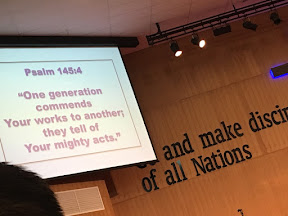 Psalm 145:4
“One generation
commends
Your works to another;
they tell of
Your mighty acts.”
and make
of all Nations